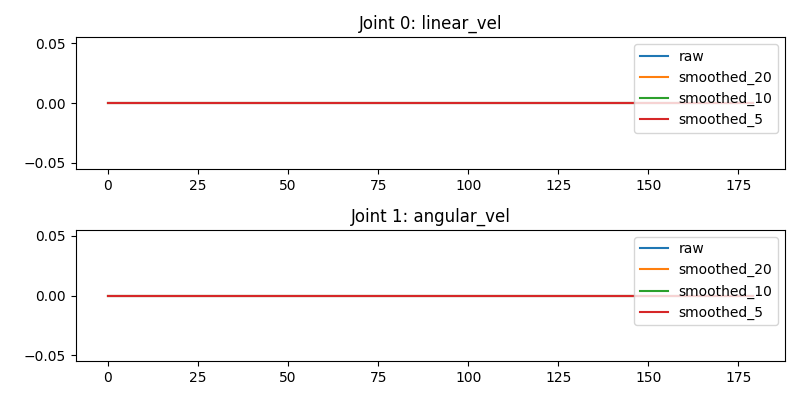 Joint 0: linear_vel
0.05
0.00
−0.05
raw
smoothed_20
smoothed_10
smoothed_5
0 25 50 75 100 125 150 175
Joint 1: angular_vel
0.05
0.00
−0.05
raw
smoothed_20
smoothed_10
smoothed_5
0 25 50 75 100 125 150 175